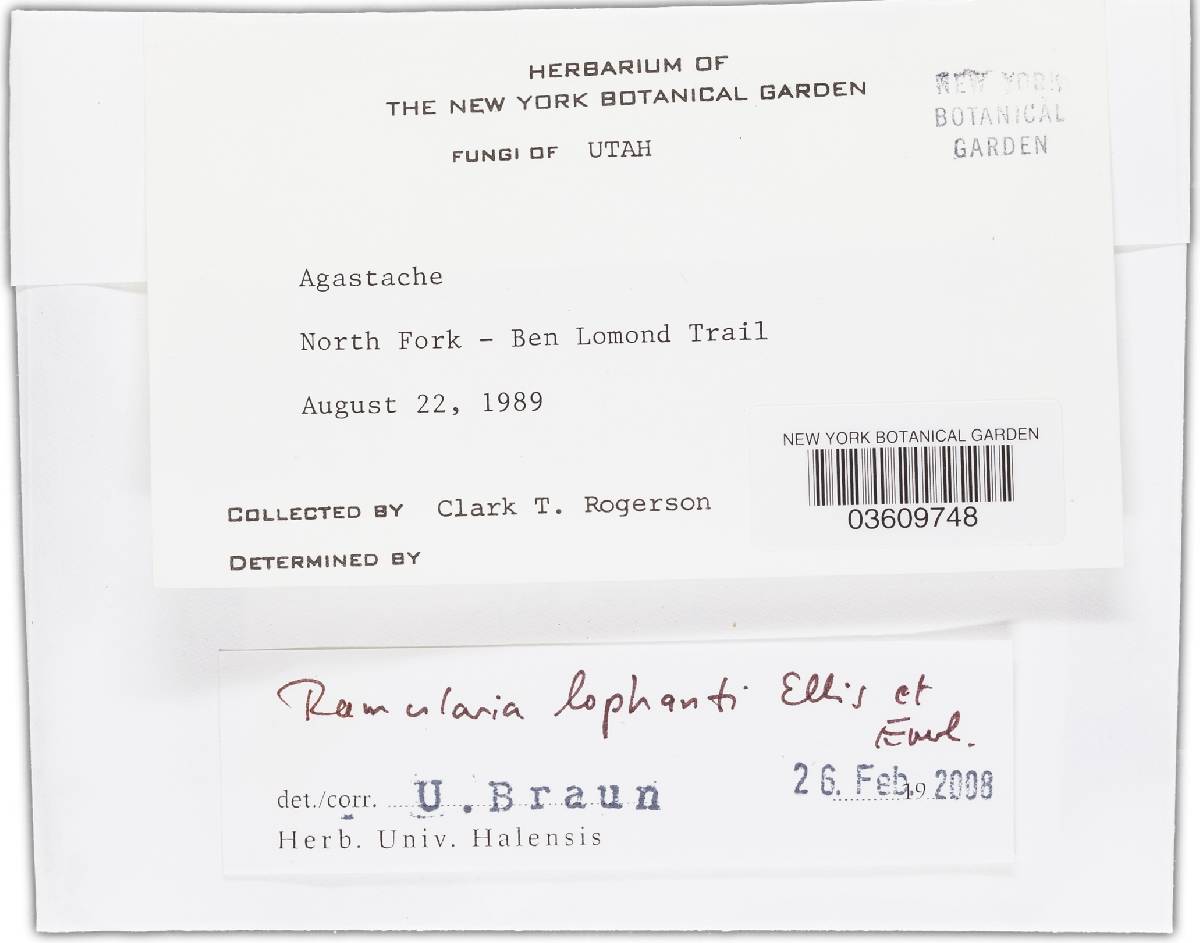 HERBARIUM OF
THE NEW YORK BOTANICAL GARDEN
NEW YORK
BOTANICAL
GARDEN
FUNGI OF UTAH
Agastache
North Fork - Ben Lomond Trail
August 22, 1989
NEW YORK BOTANICAL GARDEN
03609748
COLLECTED BY Clark T. Rogerson
DETERMINED BY
Ramularia lophanti Ellis et
Everh.
det./corr. U. Braun
26. Feb. 19 2008
Herb. Univ. Halensis